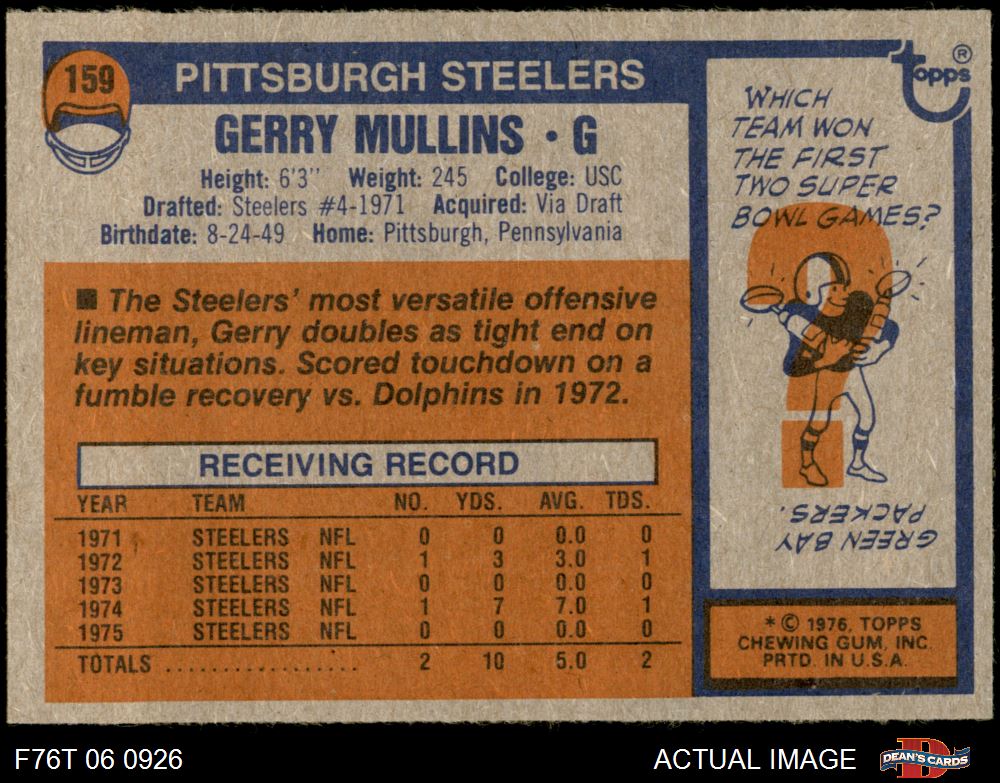 159
PITTSBURGH STEELERS
GERRY MULLINS • G
Height: 6'3'' Weight: 245 College: USC
Drafted: Steelers #4-1971 Acquired: Via Draft
Birthdate: 8-24-49 Home: Pittsburgh, Pennsylvania
■ The Steelers' most versatile offensive
lineman, Gerry doubles as tight end on
key situations. Scored touchdown on a
fumble recovery vs. Dolphins in 1972.
RECEIVING RECORD
YEAR TEAM NO. YDS. AVG. TDS.
1971 STEELERS NFL 0 0 0.0 0
1972 STEELERS NFL 1 3 3.0 1
1973 STEELERS NFL 0 0 0.0 0
1974 STEELERS NFL 1 7 7.0 1
1975 STEELERS NFL 0 0 0.0 0
TOTALS .................. 2 10 5.0 2
topps ®
WHICH
TEAM WON
THE FIRST
TWO SUPER
BOWL GAMES?
?
GREEN BAY
PACKERS.
* © 1976, TOPPS
CHEWING GUM, INC.
PRTD. IN U.S.A.
F76T 06 0926
ACTUAL IMAGE
D
DEAN'S CARDS